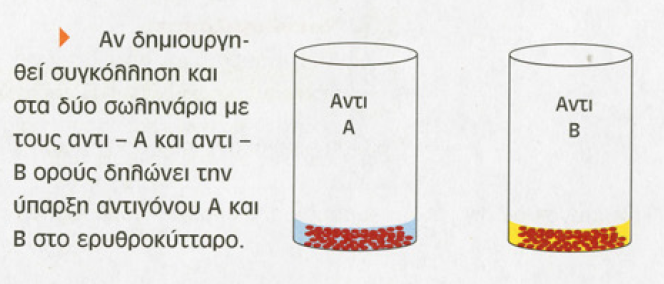 Αν δημιουργη-
θεί συγκόλληση και
στα δύο σωληνάρια με
τους αντι – Α και αντι –
Β ορούς δηλώνει την
ύπαρξη αντιγόνου Α και
Β στο ερυθροκύτταρο.
Αντι
Α
Αντι
Β